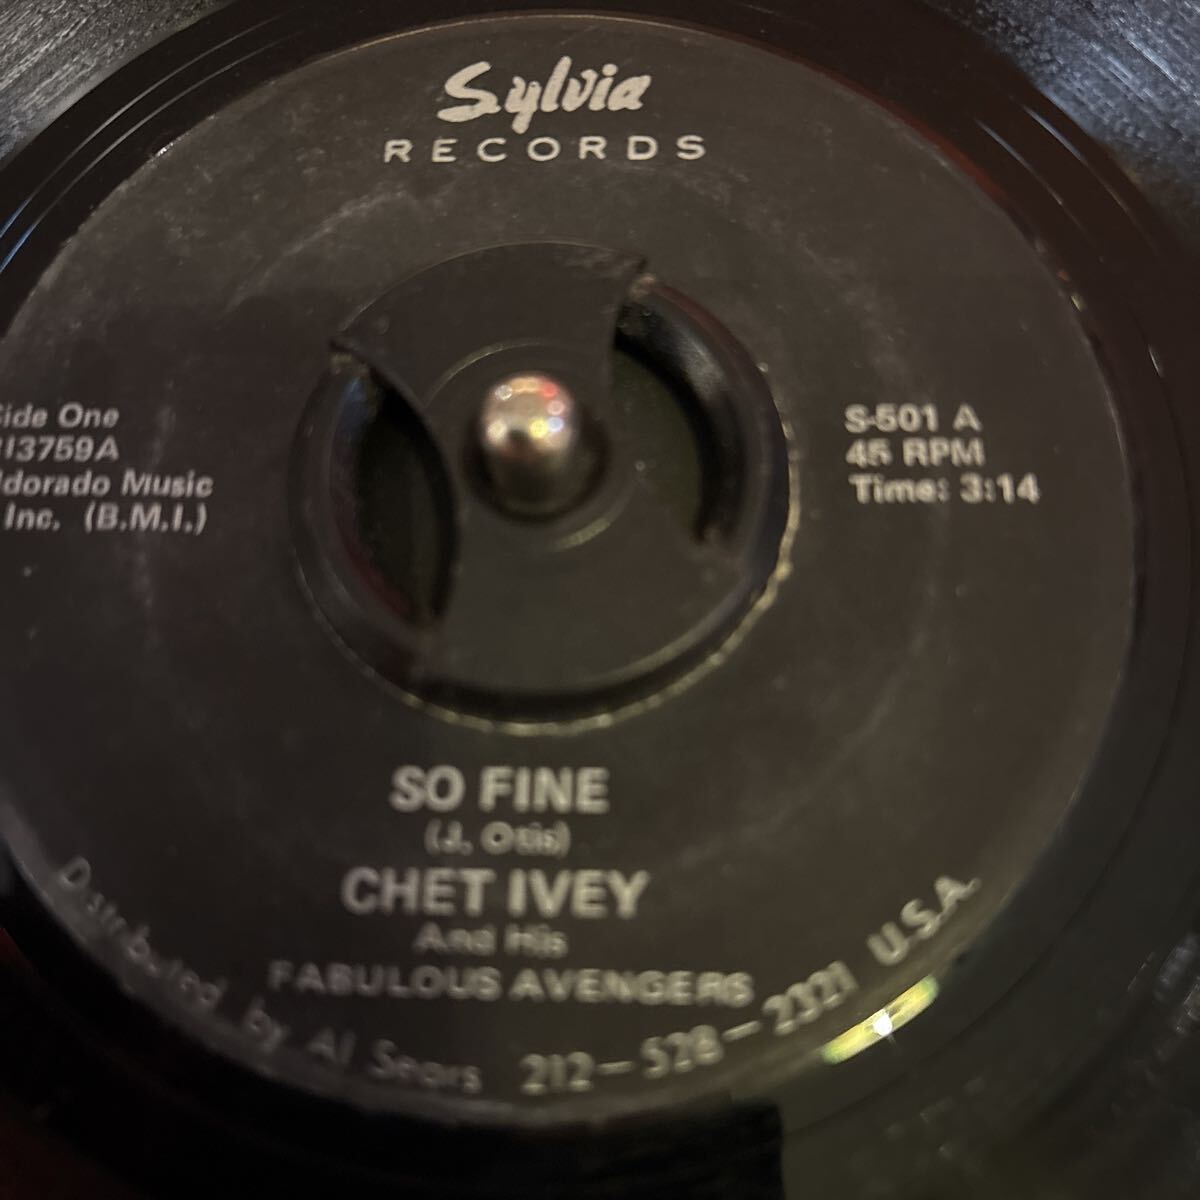 Sylvia
RECORDS
Side One
13759A
ldorado Music
Inc. (B.M.I.)
S-501 A
45 RPM
Time: 3:14
SO FINE
(J. Otis)
CHET IVEY
And His
FABULOUS AVENGERS
Distributed by Al Sears 212-528-2321 U.S.A.